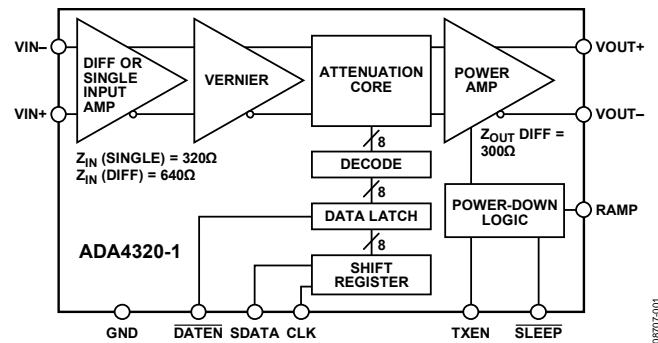 VIN–
VIN+
DIFF OR
SINGLE
INPUT
AMP
VERNIER
ATTENUATION
CORE
POWER
AMP
VOUT+
VOUT–
Z_IN (SINGLE) = 320Ω
Z_IN (DIFF) = 640Ω
Z_OUT DIFF =
300Ω
8
DECODE
8
DATA LATCH
8
SHIFT
REGISTER
POWER-DOWN
LOGIC
RAMP
ADA4320-1
GND
DATEN
SDATA
CLK
TXEN
SLEEP
08707-001